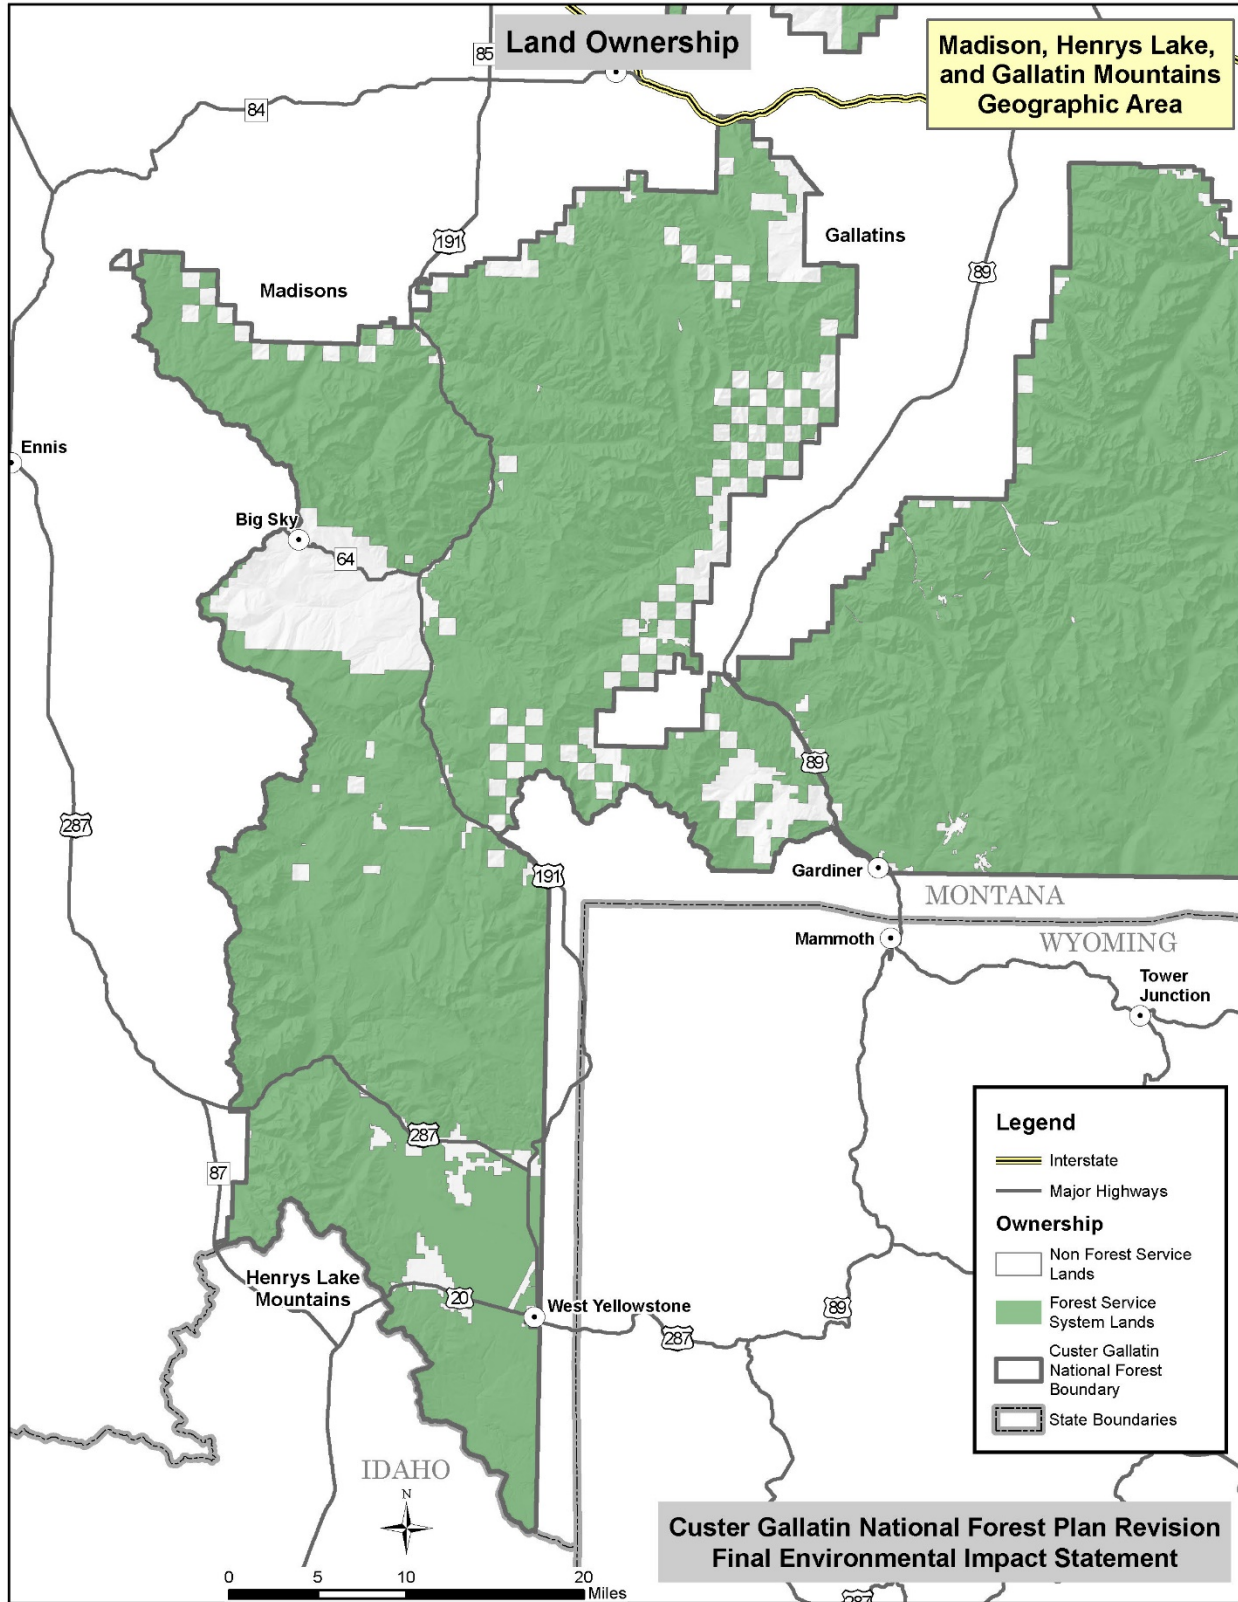 Land Ownership
Madison, Henrys Lake,
and Gallatin Mountains
Geographic Area
85
84
191
Gallatins
89
Madisons
Ennis
Big Sky
64
287
89
191
Gardiner
MONTANA
Mammoth
WYOMING
Tower
Junction
287
87
Henrys Lake
Mountains
20
West Yellowstone
287
89
IDAHO
N
Legend
Interstate
Major Highways
Ownership
Non Forest Service
Lands
Forest Service
System Lands
Custer Gallatin
National Forest
Boundary
State Boundaries
Custer Gallatin National Forest Plan Revision
Final Environmental Impact Statement
0 5 10 20
Miles
287